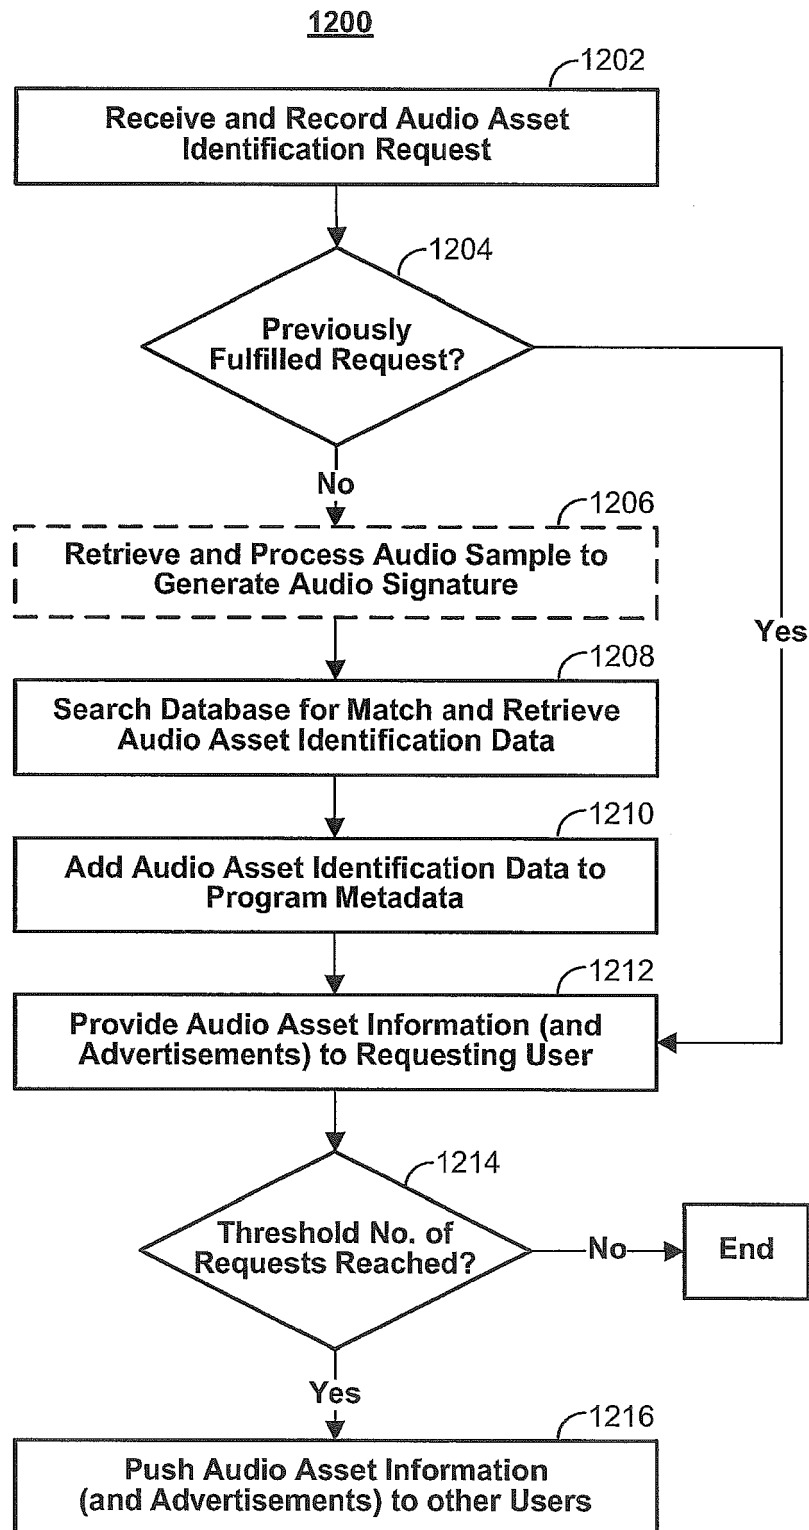 1200
1202
Receive and Record Audio Asset
Identification Request
1204
Previously
Fulfilled Request?
No
Yes
1206
Retrieve and Process Audio Sample to
Generate Audio Signature
1208
Search Database for Match and Retrieve
Audio Asset Identification Data
1210
Add Audio Asset Identification Data to
Program Metadata
1212
Provide Audio Asset Information (and
Advertisements) to Requesting User
1214
Threshold No. of
Requests Reached?
No
End
Yes
1216
Push Audio Asset Information
(and Advertisements) to other Users